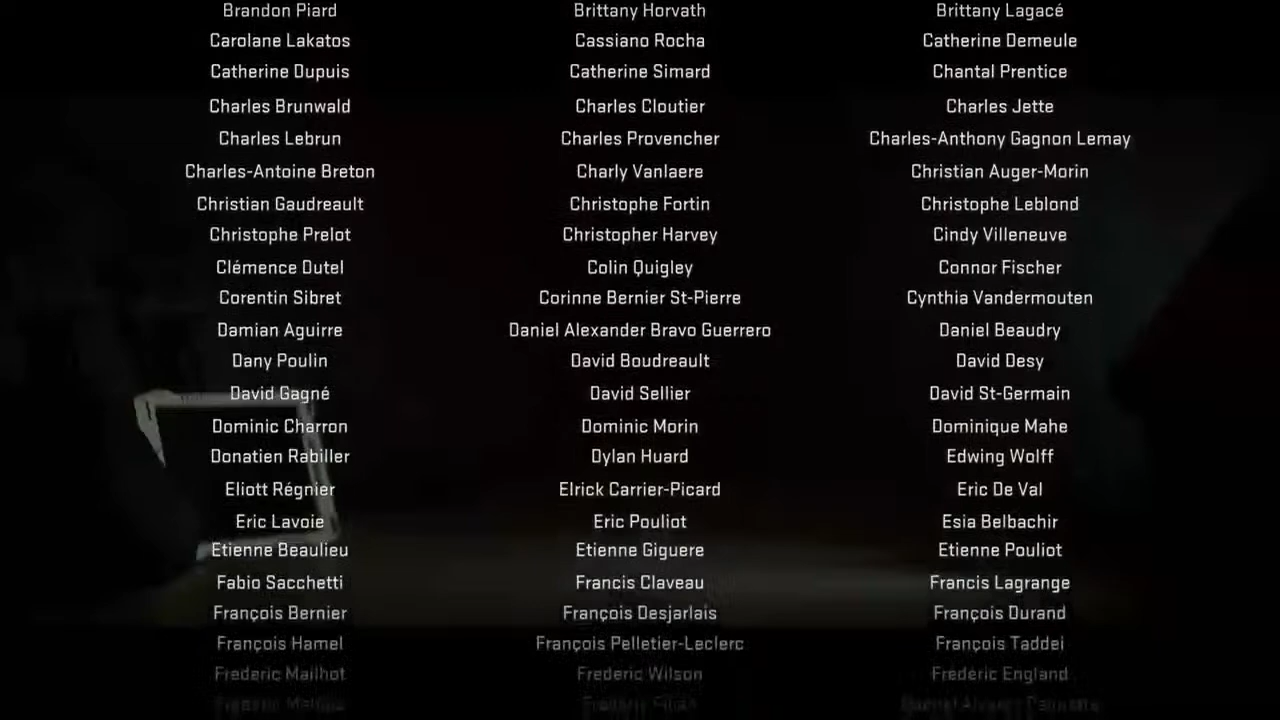 Brandon Piard Brittany Horvath Brittany Lagacé
Carolane Lakatos Cassiano Rocha Catherine Demeule
Catherine Dupuis Catherine Simard Chantal Prentice
Charles Brunwald Charles Cloutier Charles Jette
Charles Lebrun Charles Provencher Charles-Anthony Gagnon Lemay
Charles-Antoine Breton Charly Vanlaere Christian Auger-Morin
Christian Gaudreault Christophe Fortin Christophe Leblond
Christophe Prelot Christopher Harvey Cindy Villeneuve
Clémence Dutel Colin Quigley Connor Fischer
Corentin Sibret Corinne Bernier St-Pierre Cynthia Vandermouten
Damian Aguirre Daniel Alexander Bravo Guerrero Daniel Beaudry
Dany Poulin David Boudreault David Desy
David Gagné David Sellier David St-Germain
Dominic Charron Dominic Morin Dominique Mahe
Donatien Rabiller Dylan Huard Edwing Wolff
Eliott Régnier Elrick Carrier-Picard Eric De Val
Eric Lavoie Eric Pouliot Esia Belbachir
Etienne Beaulieu Etienne Giguere Etienne Pouliot
Fabio Sacchetti Francis Claveau Francis Lagrange
François Bernier François Desjarlais François Durand
François Hamel François Pelletier-Leclerc François Taddei
Frederic Mailhot Frederic Wilson Frederic England